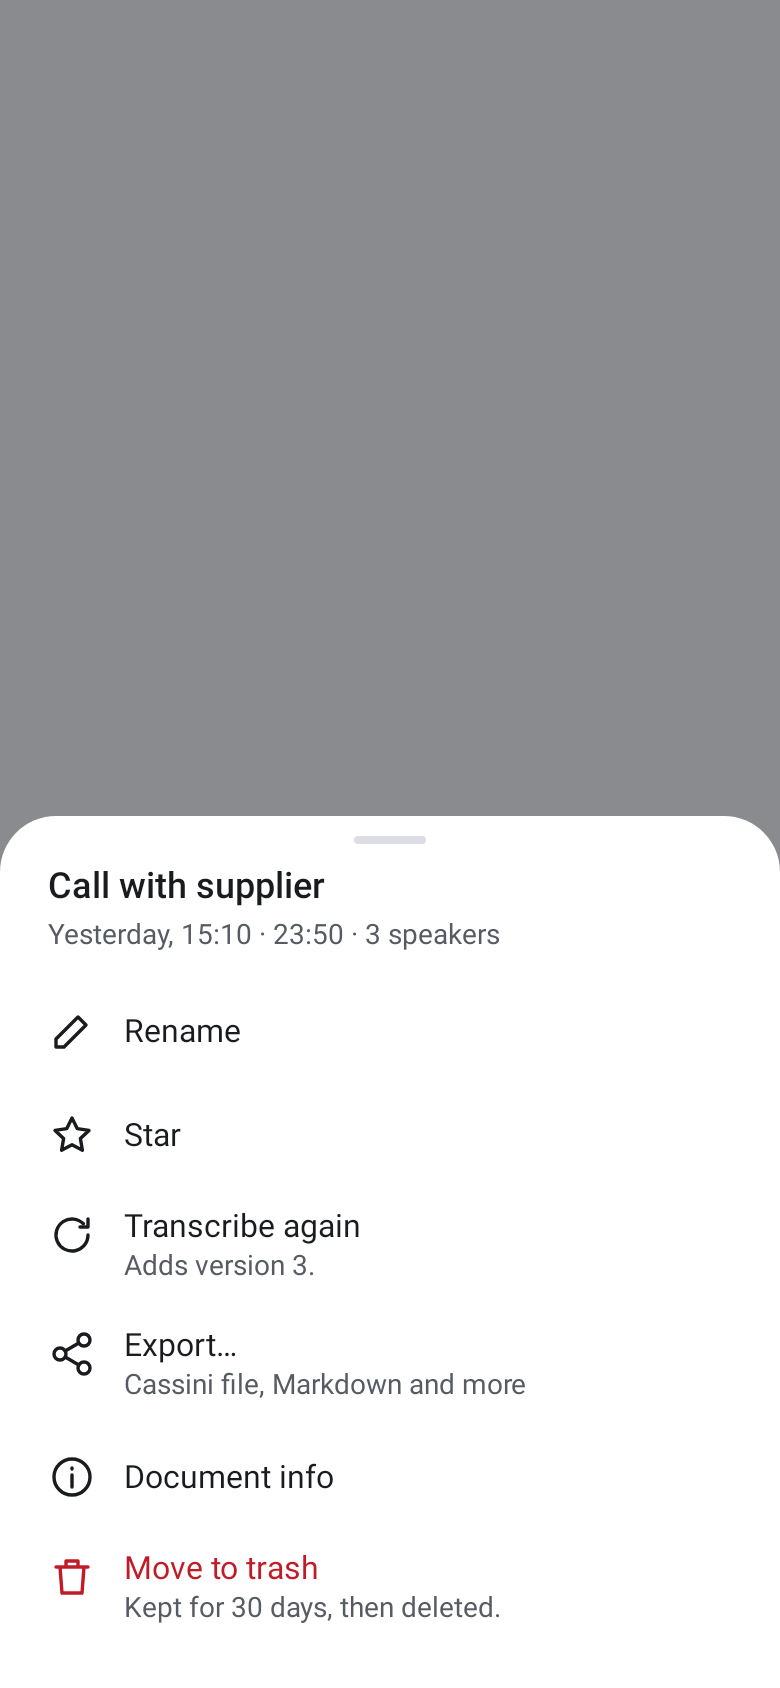 Call with supplier
Yesterday, 15:10 · 23:50 · 3 speakers
Rename
Star
Transcribe again
Adds version 3.
Export…
Cassini file, Markdown and more
Document info
Move to trash
Kept for 30 days, then deleted.